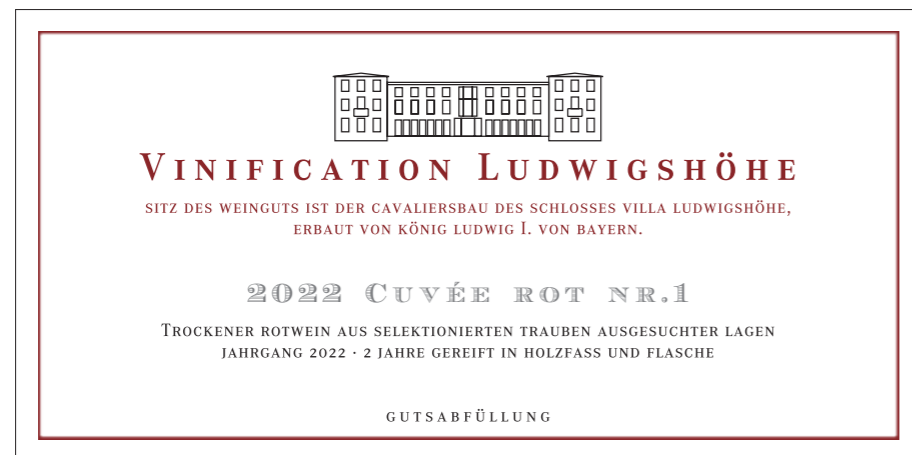 Vinification Ludwigshöhe
sitz des weinguts ist der cavaliersbau des schlosses villa ludwigshöhe,
erbaut von könig ludwig I. von bayern.
2022 Cuvée rot nr.1
Trockener rotwein aus selektionierten trauben ausgesuchter lagen
jahrgang 2022 · 2 jahre gereift in holzfass und flasche
gutsabfüllung